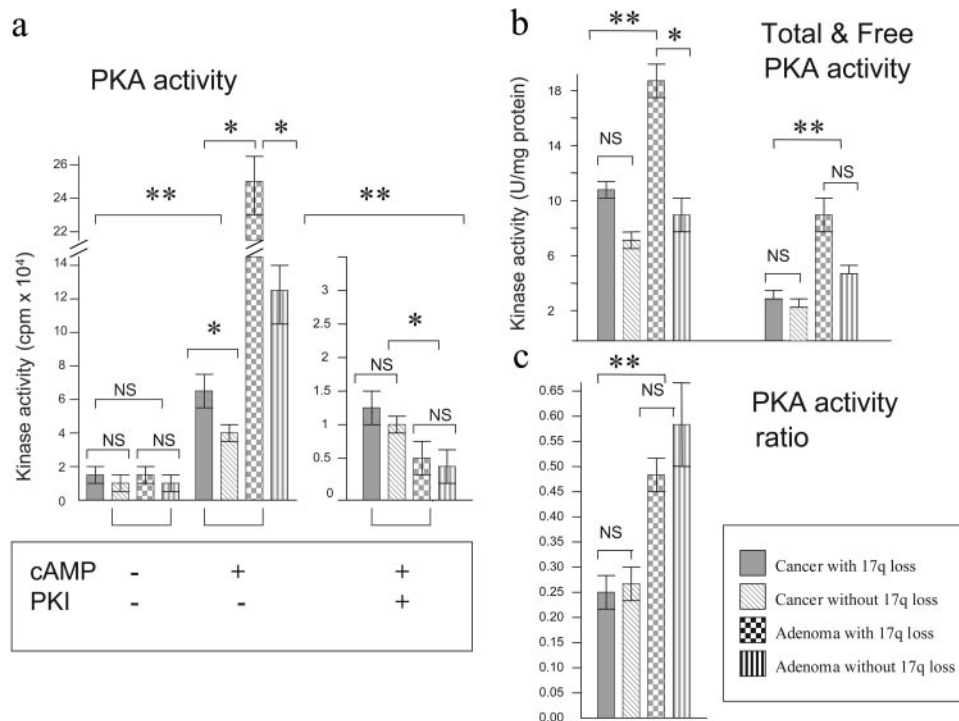 a
PKA activity
Kinase activity (cpm x 10⁴)
26
24
22
14
12
10
8
6
4
2
0
**
*
*
**
*
NS
NS
NS
3
2.5
2
1.5
1
0.5
0
*
NS
NS
cAMP - + +
PKI - - +
b
Total & Free
PKA activity
Kinase activity (U/mg protein)
18
14
10
6
2
**
*
NS
**
NS
NS
c
PKA activity
ratio
0.65
0.60
0.55
0.50
0.45
0.40
0.35
0.30
0.25
0.20
0.15
0.10
0.05
0.00
**
NS
NS
Cancer with 17q loss
Cancer without 17q loss
Adenoma with 17q loss
Adenoma without 17q loss